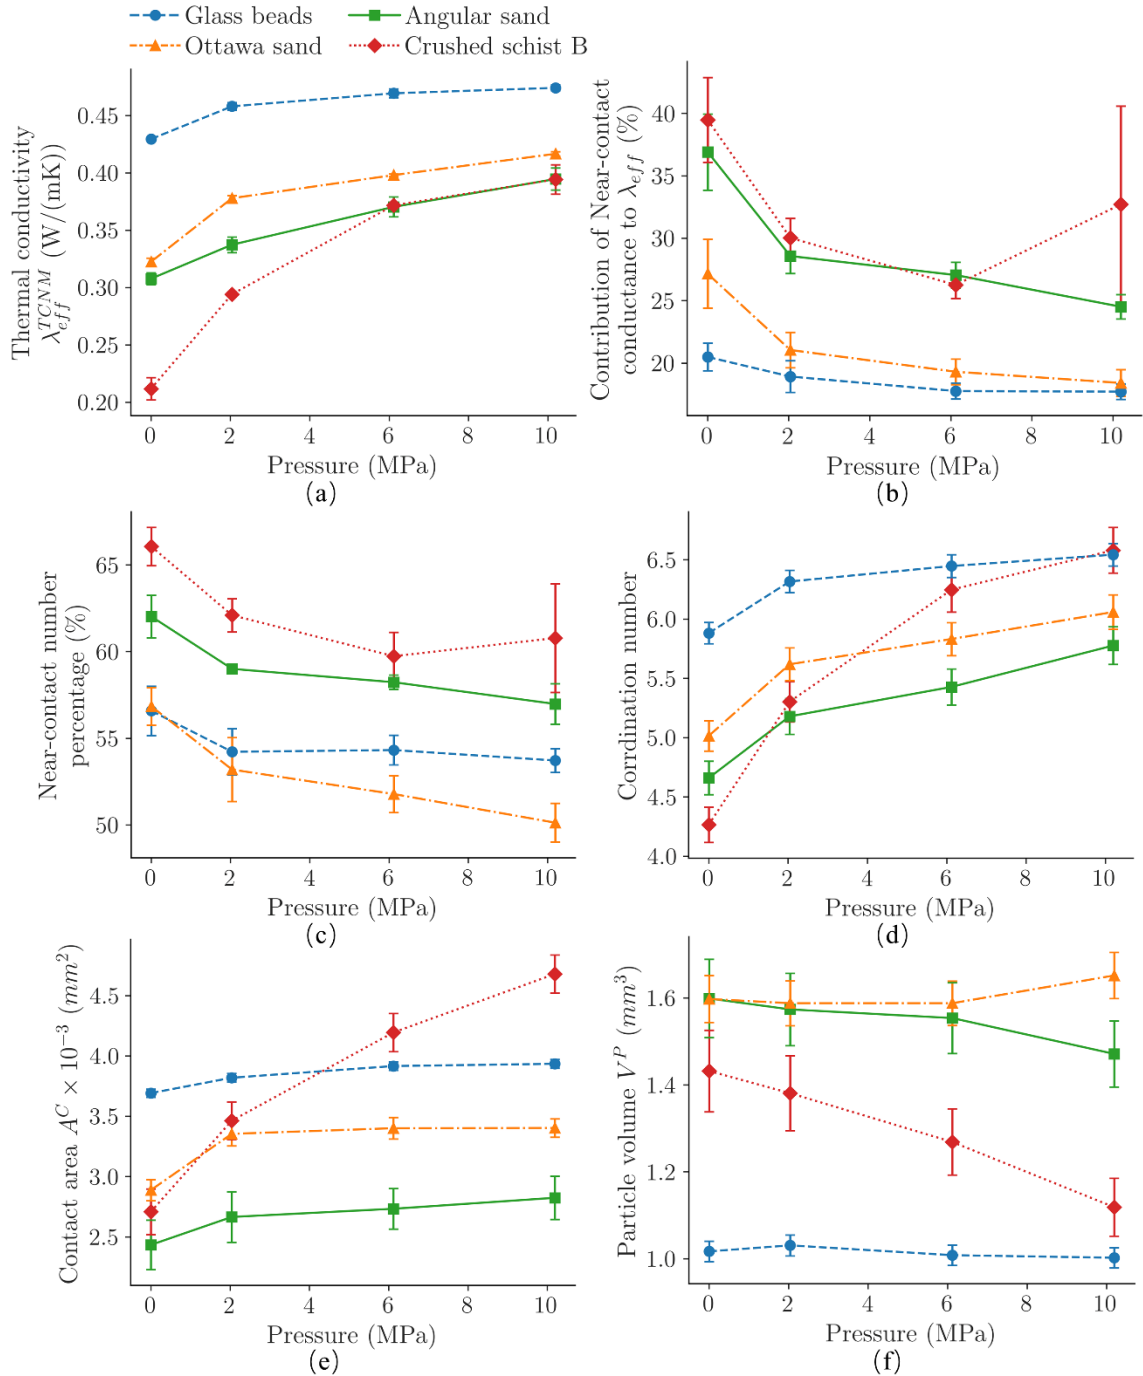 Glass beads
Angular sand
Ottawa sand
Crushed schist B
Thermal conductivity
λ_{eff}^{TCNM} (W/(mK))
0.45
0.40
0.35
0.30
0.25
0.20
0 2 4 6 8 10
Pressure (MPa)
(a)
Contribution of Near-contact
conductance to λ_{eff} (%)
40
35
30
25
20
0 2 4 6 8 10
Pressure (MPa)
(b)
Near-contact number
percentage (%)
65
60
55
50
0 2 4 6 8 10
Pressure (MPa)
(c)
Corrdination number
6.5
6.0
5.5
5.0
4.5
4.0
0 2 4 6 8 10
Pressure (MPa)
(d)
Contact area A^C × 10^{-3} (mm^2)
4.5
4.0
3.5
3.0
2.5
0 2 4 6 8 10
Pressure (MPa)
(e)
Particle volume V^P (mm^3)
1.6
1.4
1.2
1.0
0 2 4 6 8 10
Pressure (MPa)
(f)